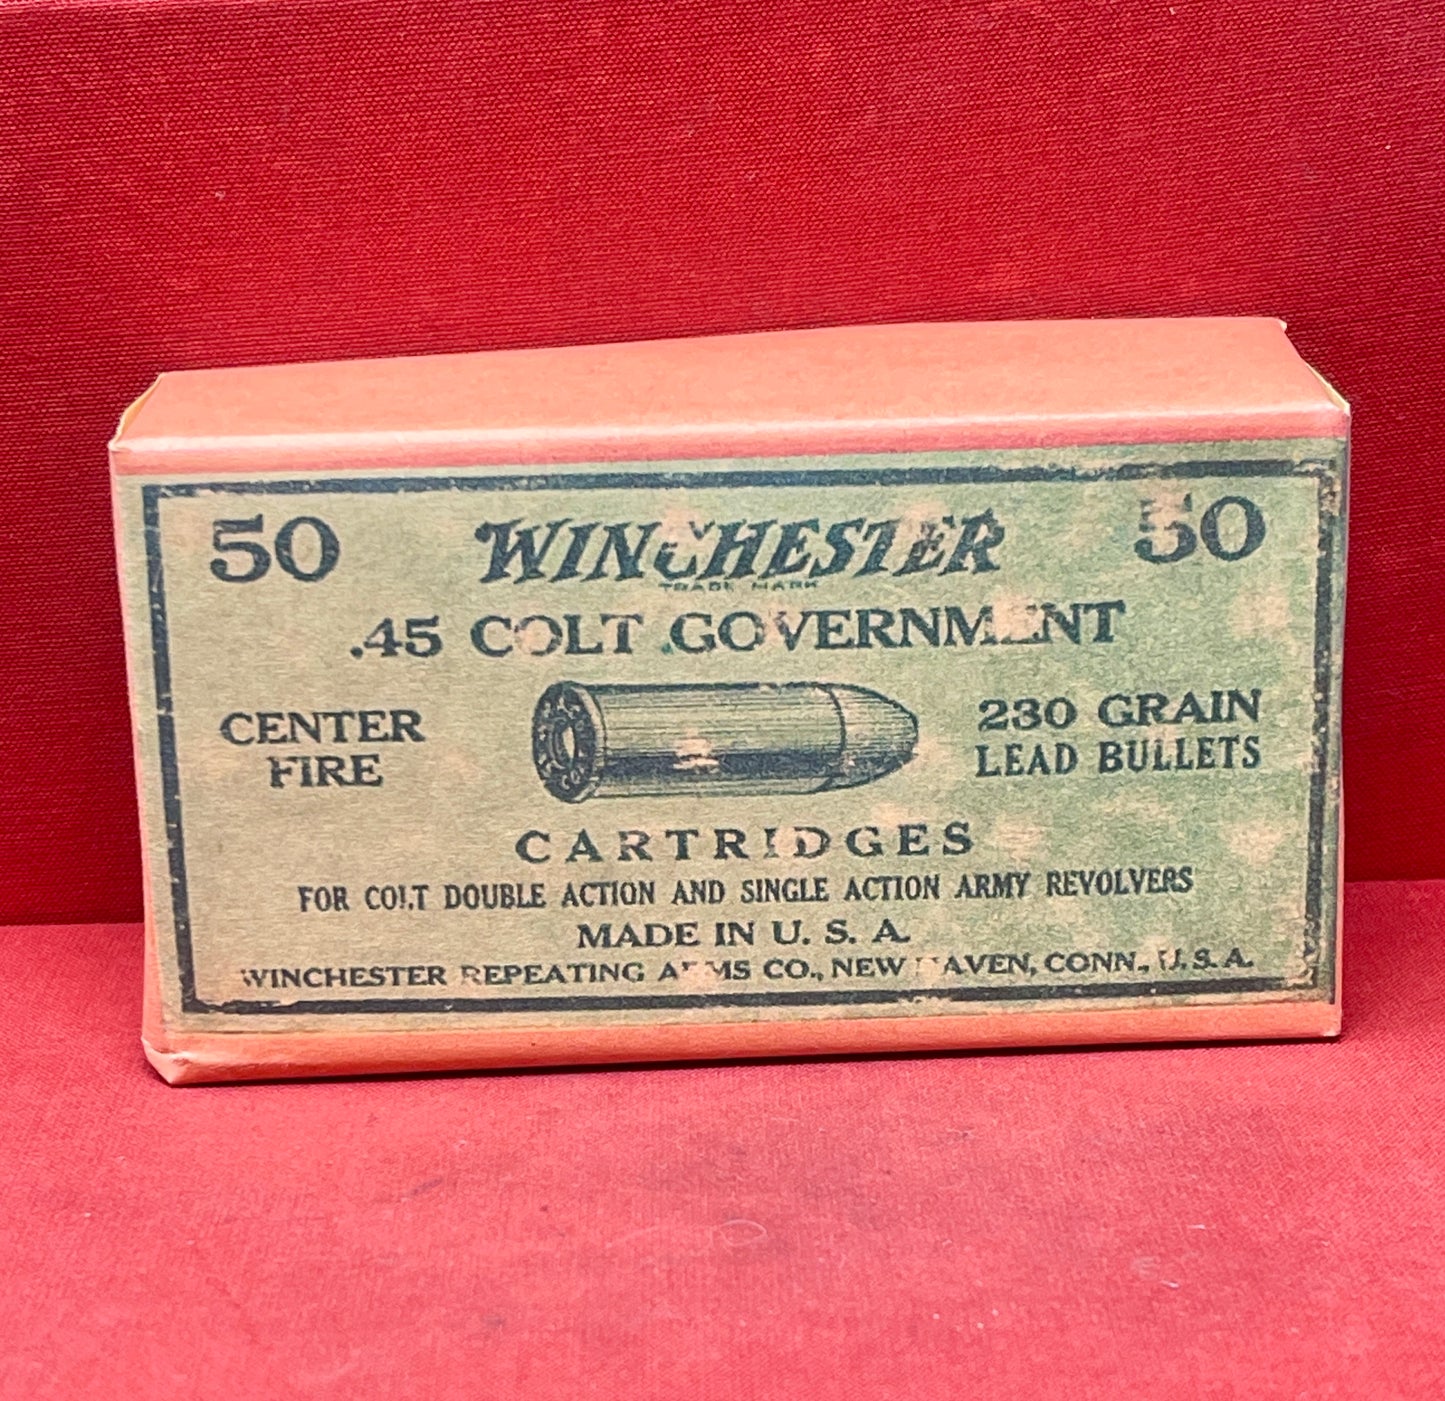 50 WINCHESTER 50
TRADE MARK
.45 COLT GOVERNMENT
CENTER FIRE
230 GRAIN LEAD BULLETS
CARTRIDGES
FOR COLT DOUBLE ACTION AND SINGLE ACTION ARMY REVOLVERS
MADE IN U. S. A.
WINCHESTER REPEATING ARMS CO., NEW HAVEN, CONN., U. S. A.